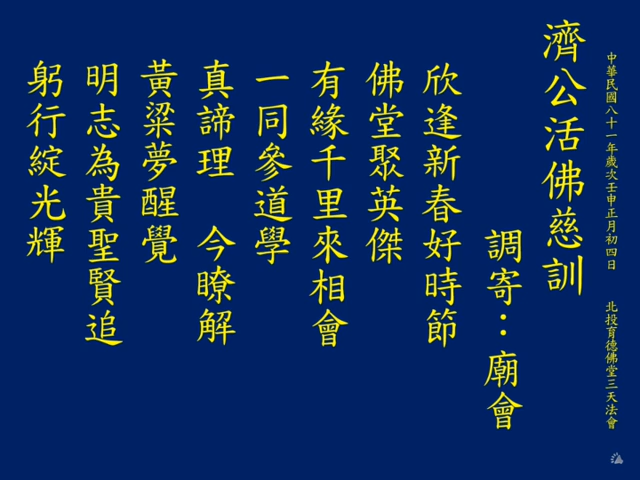 中華民國八十一年歲次壬申正月初四日　北投育德佛堂三天法會
濟公活佛慈訓
調寄：廟會
欣逢新春好時節
佛堂聚英傑
有緣千里來相會
一同參道學
真諦理　今瞭解
黃粱夢醒覺
明志為貴聖賢追
躬行綻光輝